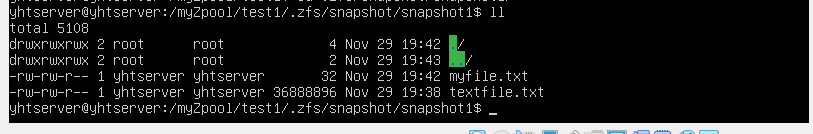 yhtserver@yhtserver:/myZpool/test1/.zfs/snapshot/snapshot1$ ll
total 5108
drwxrwxrwx 2 root      root             4 Nov 29 19:42 ./
drwxrwxrwx 2 root      root             2 Nov 29 19:43 ../
-rw-rw-r-- 1 yhtserver yhtserver       32 Nov 29 19:42 myfile.txt
-rw-rw-r-- 1 yhtserver yhtserver 36888896 Nov 29 19:38 textfile.txt
yhtserver@yhtserver:/myZpool/test1/.zfs/snapshot/snapshot1$ _